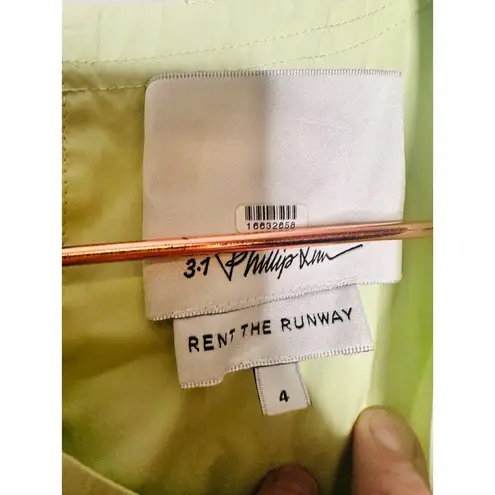 16632658
3.1 Phillip Lim
RENT THE RUNWAY
4